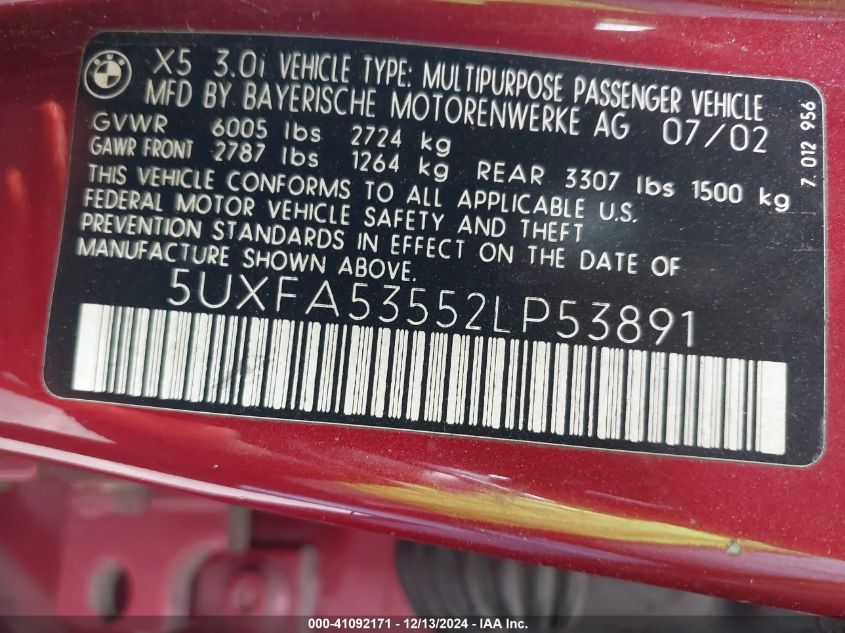 BMW
X5 3.0i VEHICLE TYPE: MULTIPURPOSE PASSENGER VEHICLE
MFD BY BAYERISCHE MOTORENWERKE AG 07/02
GVWR 6005 lbs 2724 kg
GAWR FRONT 2787 lbs 1264 kg REAR 3307 lbs 1500 kg
THIS VEHICLE CONFORMS TO ALL APPLICABLE U.S.
FEDERAL MOTOR VEHICLE SAFETY AND THEFT
PREVENTION STANDARDS IN EFFECT ON THE DATE OF
MANUFACTURE SHOWN ABOVE.
5UXFA53552LP53891
7 012 956
000-41092171 - 12/13/2024 - © IAA, Inc.